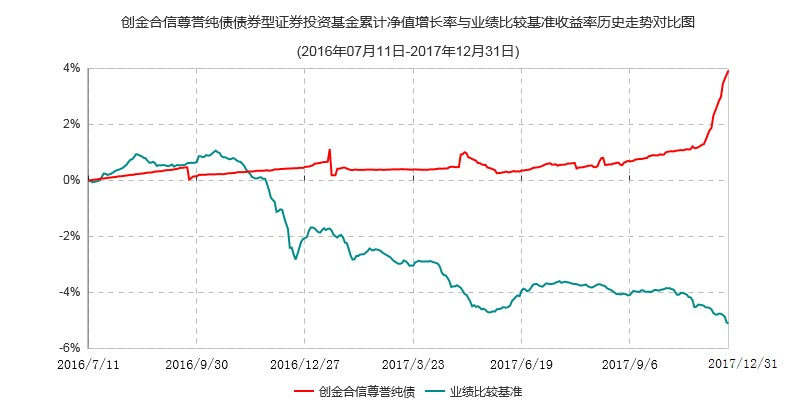 创金合信尊誉纯债债券型证券投资基金累计净值增长率与业绩比较基准收益率历史走势对比图
(2016年07月11日-2017年12月31日)
4%
2%
0%
-2%
-4%
-6%
2016/7/11 2016/9/30 2016/12/27 2017/3/23 2017/6/19 2017/9/6 2017/12/31
创金合信尊誉纯债 业绩比较基准